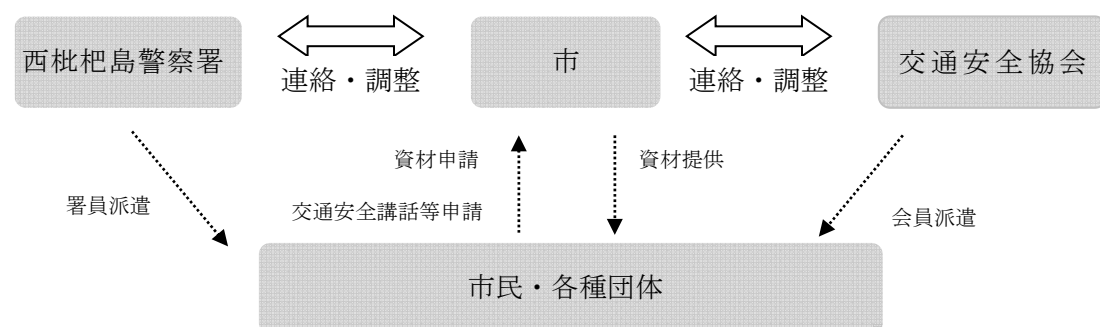 西枇杷島警察署
連絡・調整
市
連絡・調整
交通安全協会
署員派遣
資材申請
交通安全講話等申請
資材提供
会員派遣
市民・各種団体